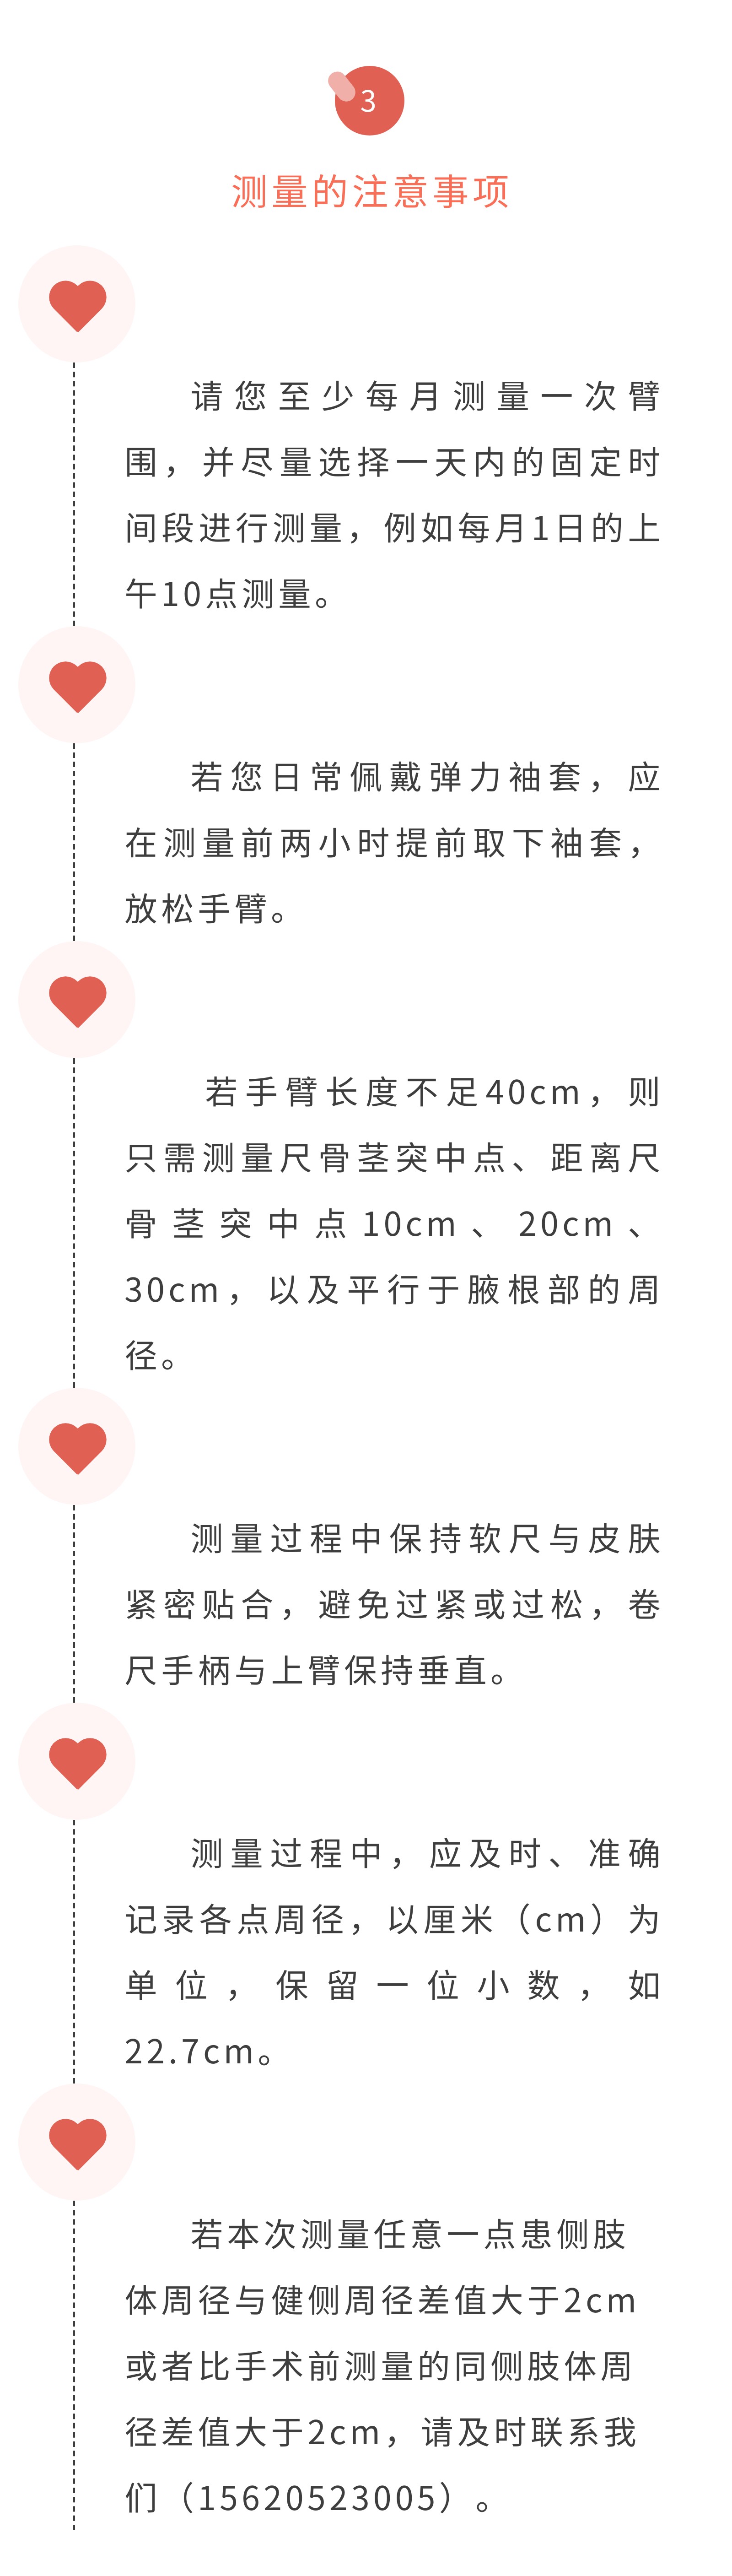 3
测量的注意事项
请您至少每月测量一次臂
围，并尽量选择一天内的固定时
间段进行测量，例如每月1日的上
午10点测量。
若您日常佩戴弹力袖套，应
在测量前两小时提前取下袖套，
放松手臂。
若手臂长度不足40cm，则
只需测量尺骨茎突中点、距离尺
骨茎突中点10cm、20cm、
30cm，以及平行于腋根部的周
径。
测量过程中保持软尺与皮肤
紧密贴合，避免过紧或过松，卷
尺手柄与上臂保持垂直。
测量过程中，应及时、准确
记录各点周径，以厘米（cm）为
单位，保留一位小数，如
22.7cm。
若本次测量任意一点患侧肢
体周径与健侧周径差值大于2cm
或者比手术前测量的同侧肢体周
径差值大于2cm，请及时联系我
们（15620523005）。